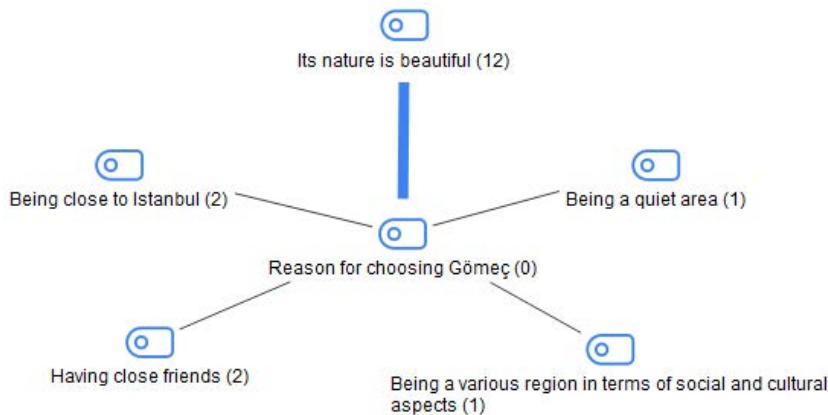 Its nature is beautiful (12)
Being close to Istanbul (2)
Being a quiet area (1)
Reason for choosing Gömeç (0)
Having close friends (2)
Being a various region in terms of social and cultural
aspects (1)